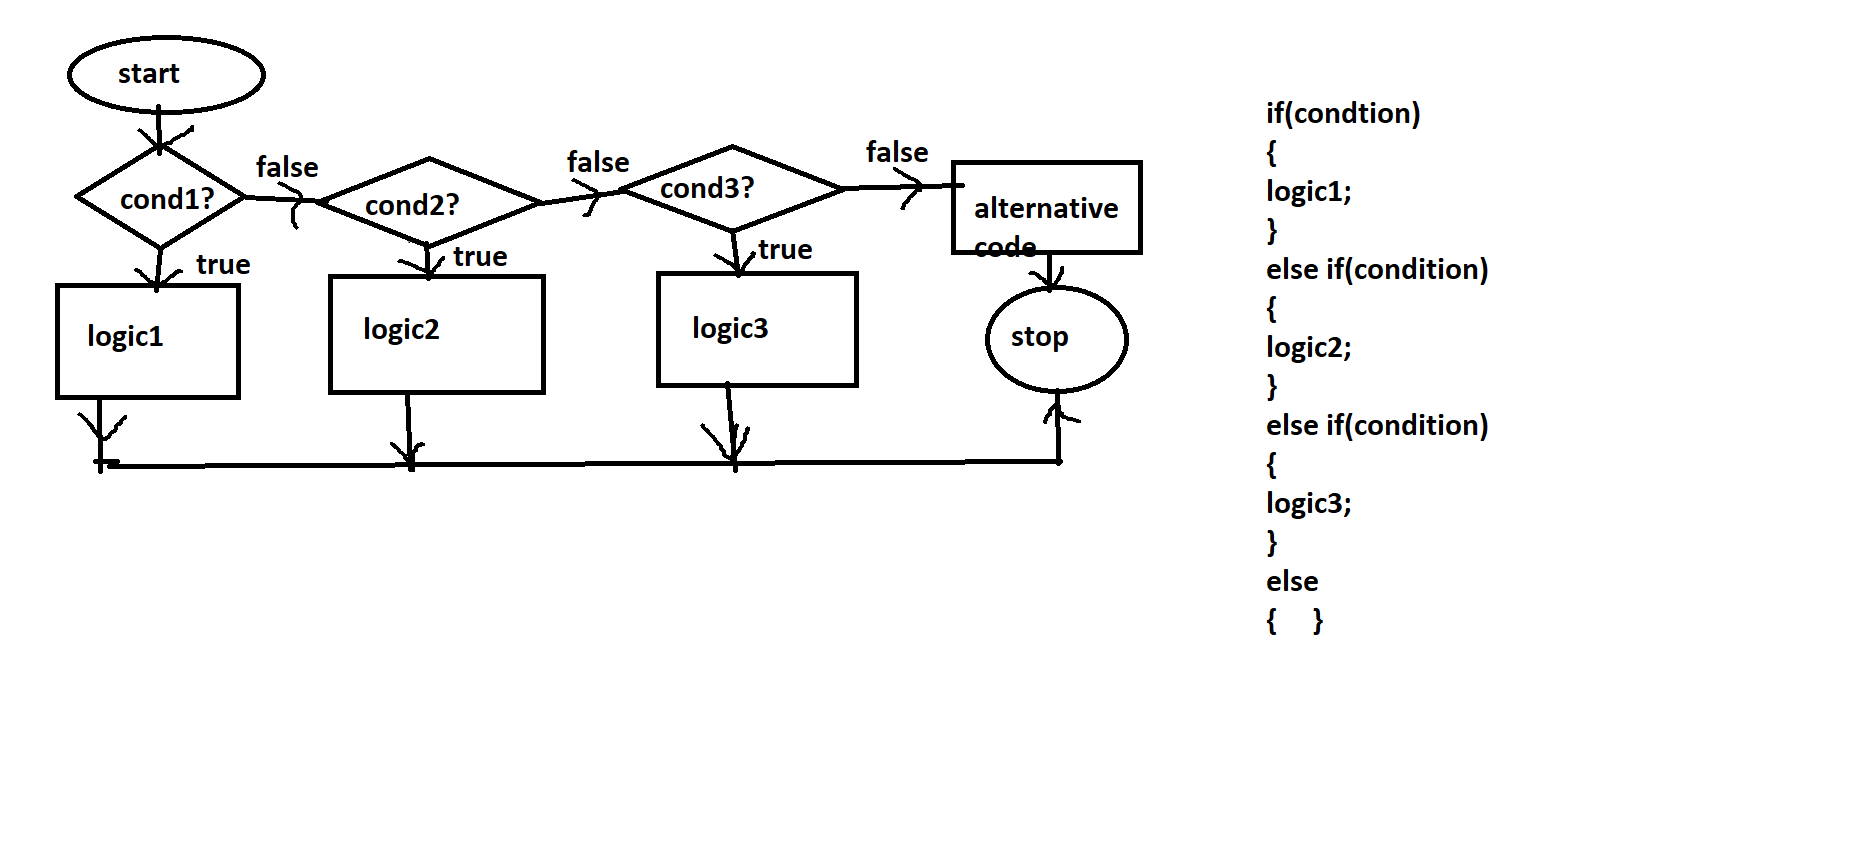 start
cond1?
false
cond2?
false
cond3?
false
alternative
code
true
true
true
logic1
logic2
logic3
stop
if(condtion)
{
logic1;
}
else if(condition)
{
logic2;
}
else if(condition)
{
logic3;
}
else
{    }